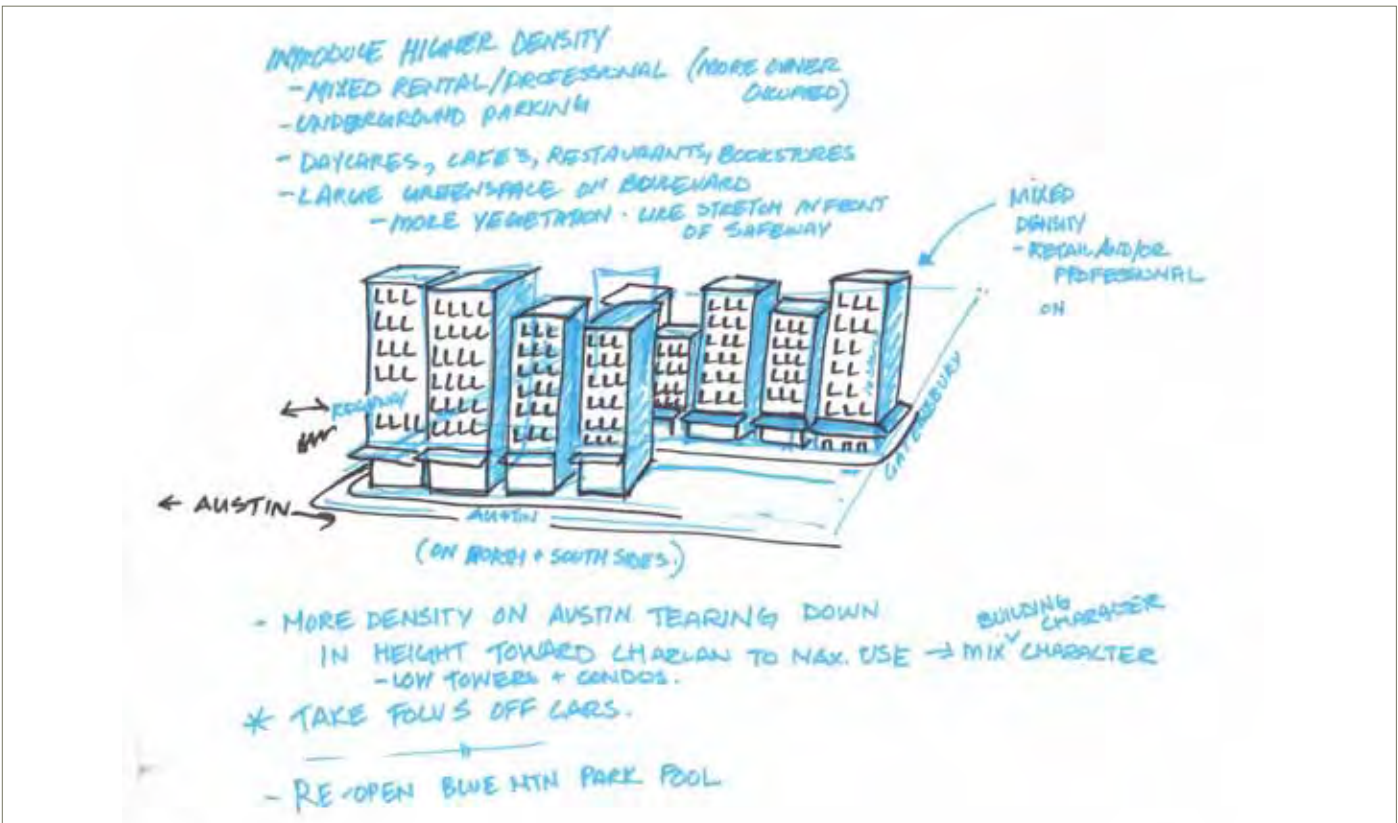 INTRODUCE HIGHER DENSITY
- MIXED RENTAL/PROFESSIONAL (MORE OWNER
OCCUPIED)
- UNDERGROUND PARKING
- DAYCARES, CAFE'S, RESTAURANTS, BOOKSTORES
- LARGE GREENSPACE ON BOULEVARD
- MORE VEGETATION - LIKE STRETCH IN FRONT
OF SAFEWAY
MIXED
DENSITY
- RETAIL AND/OR
PROFESSIONAL
ON
GATENSBURY
RIDGWAY
← AUSTIN
AUSTIN
(ON NORTH + SOUTH SIDES.)
- MORE DENSITY ON AUSTIN TEARING DOWN
BUILDING
CHARACTER
IN HEIGHT TOWARD CHARLAN TO MAX. USE → MIX CHARACTER
- LOW TOWERS + CONDOS.
* TAKE FOCUS OFF CARS.
- RE-OPEN BLUE MTN PARK POOL